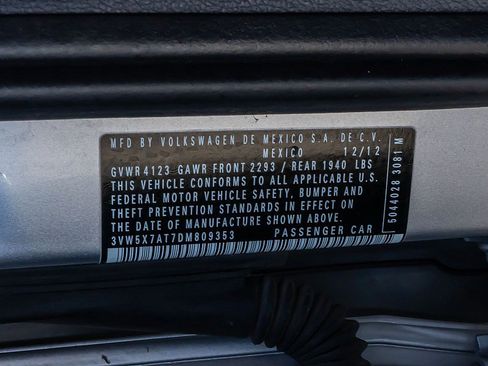 MFD BY VOLKSWAGEN DE MEXICO S.A. DE C.V.
MEXICO 12/12
GVWR 4123 GAWR FRONT 2293 / REAR 1940 LBS
THIS VEHICLE CONFORMS TO ALL APPLICABLE U.S.
FEDERAL MOTOR VEHICLE SAFETY, BUMPER AND
THEFT PREVENTION STANDARDS IN EFFECT ON
THE DATE OF MANUFACTURE SHOWN ABOVE.
3VW5X7AT7DM809353 PASSENGER CAR
5044028 3081 M